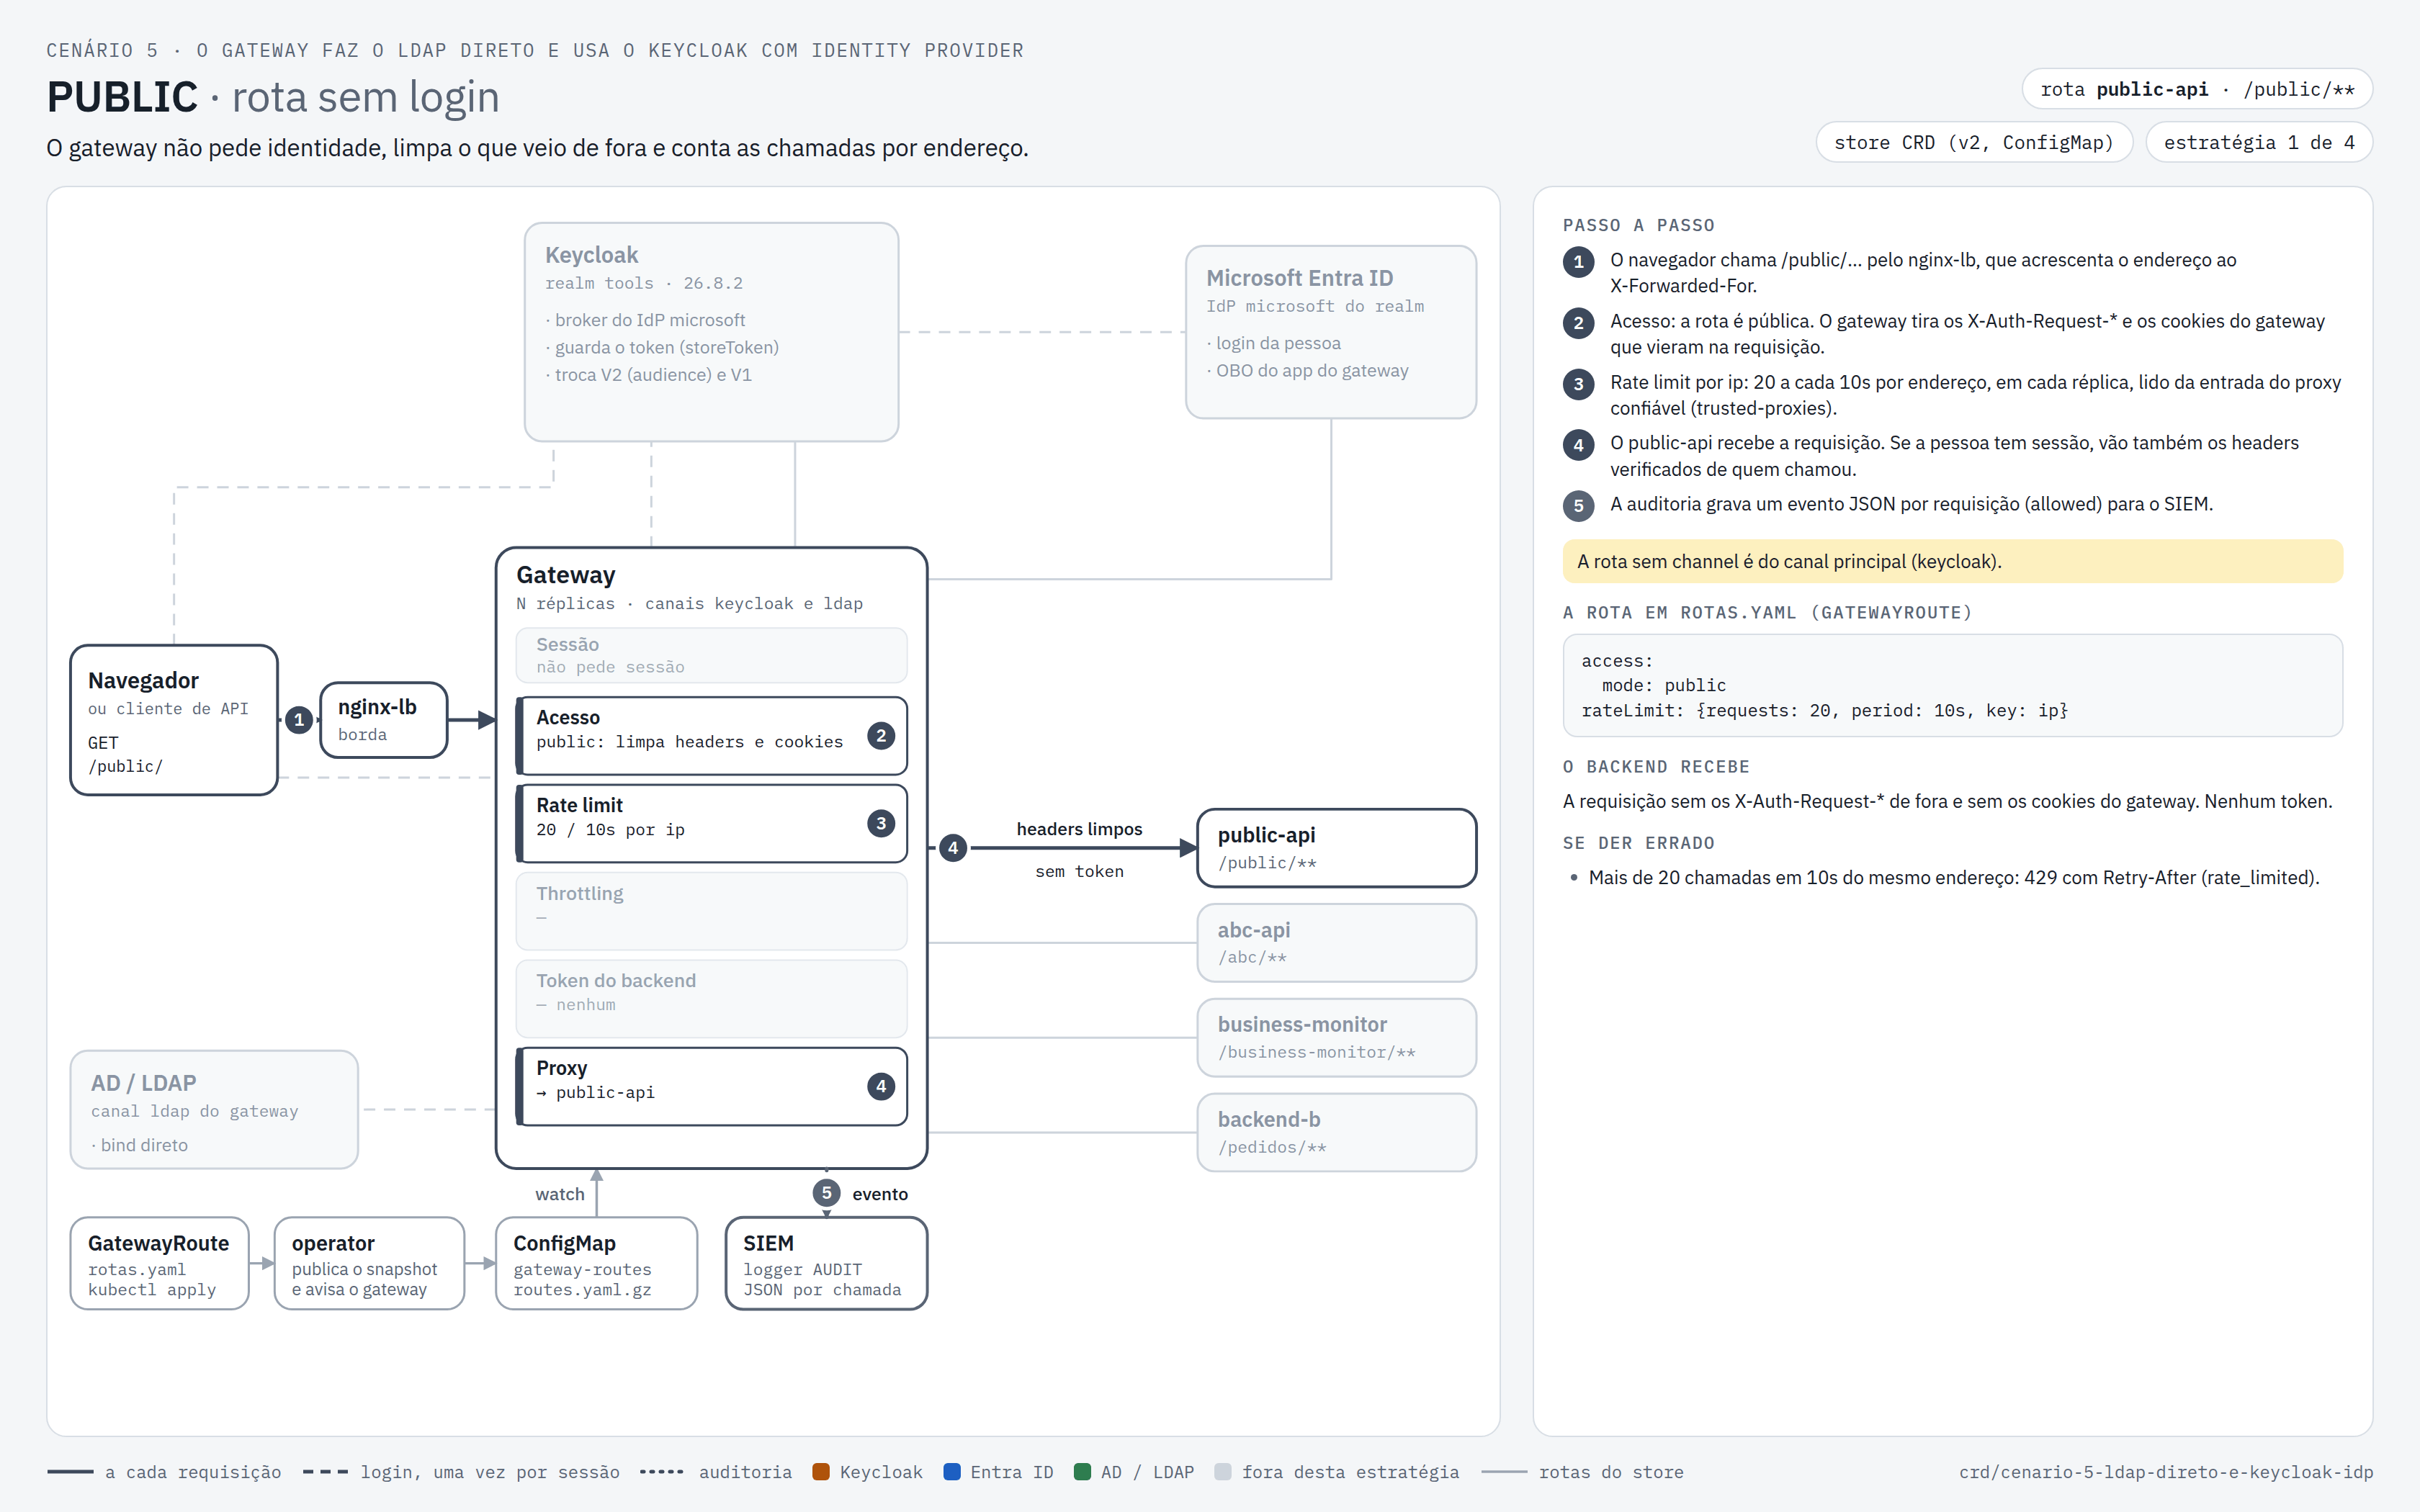 CENÁRIO 5 · O GATEWAY FAZ O LDAP DIRETO E USA O KEYCLOAK COM IDENTITY PROVIDER
PUBLIC · rota sem login
O gateway não pede identidade, limpa o que veio de fora e conta as chamadas por endereço.
rota public-api · /public/**
store CRD (v2, ConfigMap)
estratégia 1 de 4
Keycloak
realm tools · 26.8.2
· broker do IdP microsoft
· guarda o token (storeToken)
· troca V2 (audience) e V1
Microsoft Entra ID
IdP microsoft do realm
· login da pessoa
· OBO do app do gateway
Gateway
N réplicas · canais keycloak e ldap
Sessão
não pede sessão
Navegador
ou cliente de API
GET
/public/
1
nginx-lb
borda
Acesso
public: limpa headers e cookies
2
Rate limit
20 / 10s por ip
3
Throttling
—
Token do backend
— nenhum
Proxy
→ public-api
4
4
headers limpos
sem token
public-api
/public/**
abc-api
/abc/**
business-monitor
/business-monitor/**
backend-b
/pedidos/**
AD / LDAP
canal ldap do gateway
· bind direto
watch
5
evento
GatewayRoute
rotas.yaml
kubectl apply
operator
publica o snapshot
e avisa o gateway
ConfigMap
gateway-routes
routes.yaml.gz
SIEM
logger AUDIT
JSON por chamada
PASSO A PASSO
1 O navegador chama /public/... pelo nginx-lb, que acrescenta o endereço ao
X-Forwarded-For.
2 Acesso: a rota é pública. O gateway tira os X-Auth-Request-* e os cookies do gateway
que vieram na requisição.
3 Rate limit por ip: 20 a cada 10s por endereço, em cada réplica, lido da entrada do proxy
confiável (trusted-proxies).
4 O public-api recebe a requisição. Se a pessoa tem sessão, vão também os headers
verificados de quem chamou.
5 A auditoria grava um evento JSON por requisição (allowed) para o SIEM.
A rota sem channel é do canal principal (keycloak).
A ROTA EM ROTAS.YAML (GATEWAYROUTE)
access:
  mode: public
rateLimit: {requests: 20, period: 10s, key: ip}
O BACKEND RECEBE
A requisição sem os X-Auth-Request-* de fora e sem os cookies do gateway. Nenhum token.
SE DER ERRADO
• Mais de 20 chamadas em 10s do mesmo endereço: 429 com Retry-After (rate_limited).
a cada requisição
login, uma vez por sessão
auditoria
Keycloak
Entra ID
AD / LDAP
fora desta estratégia
rotas do store
crd/cenario-5-ldap-direto-e-keycloak-idp